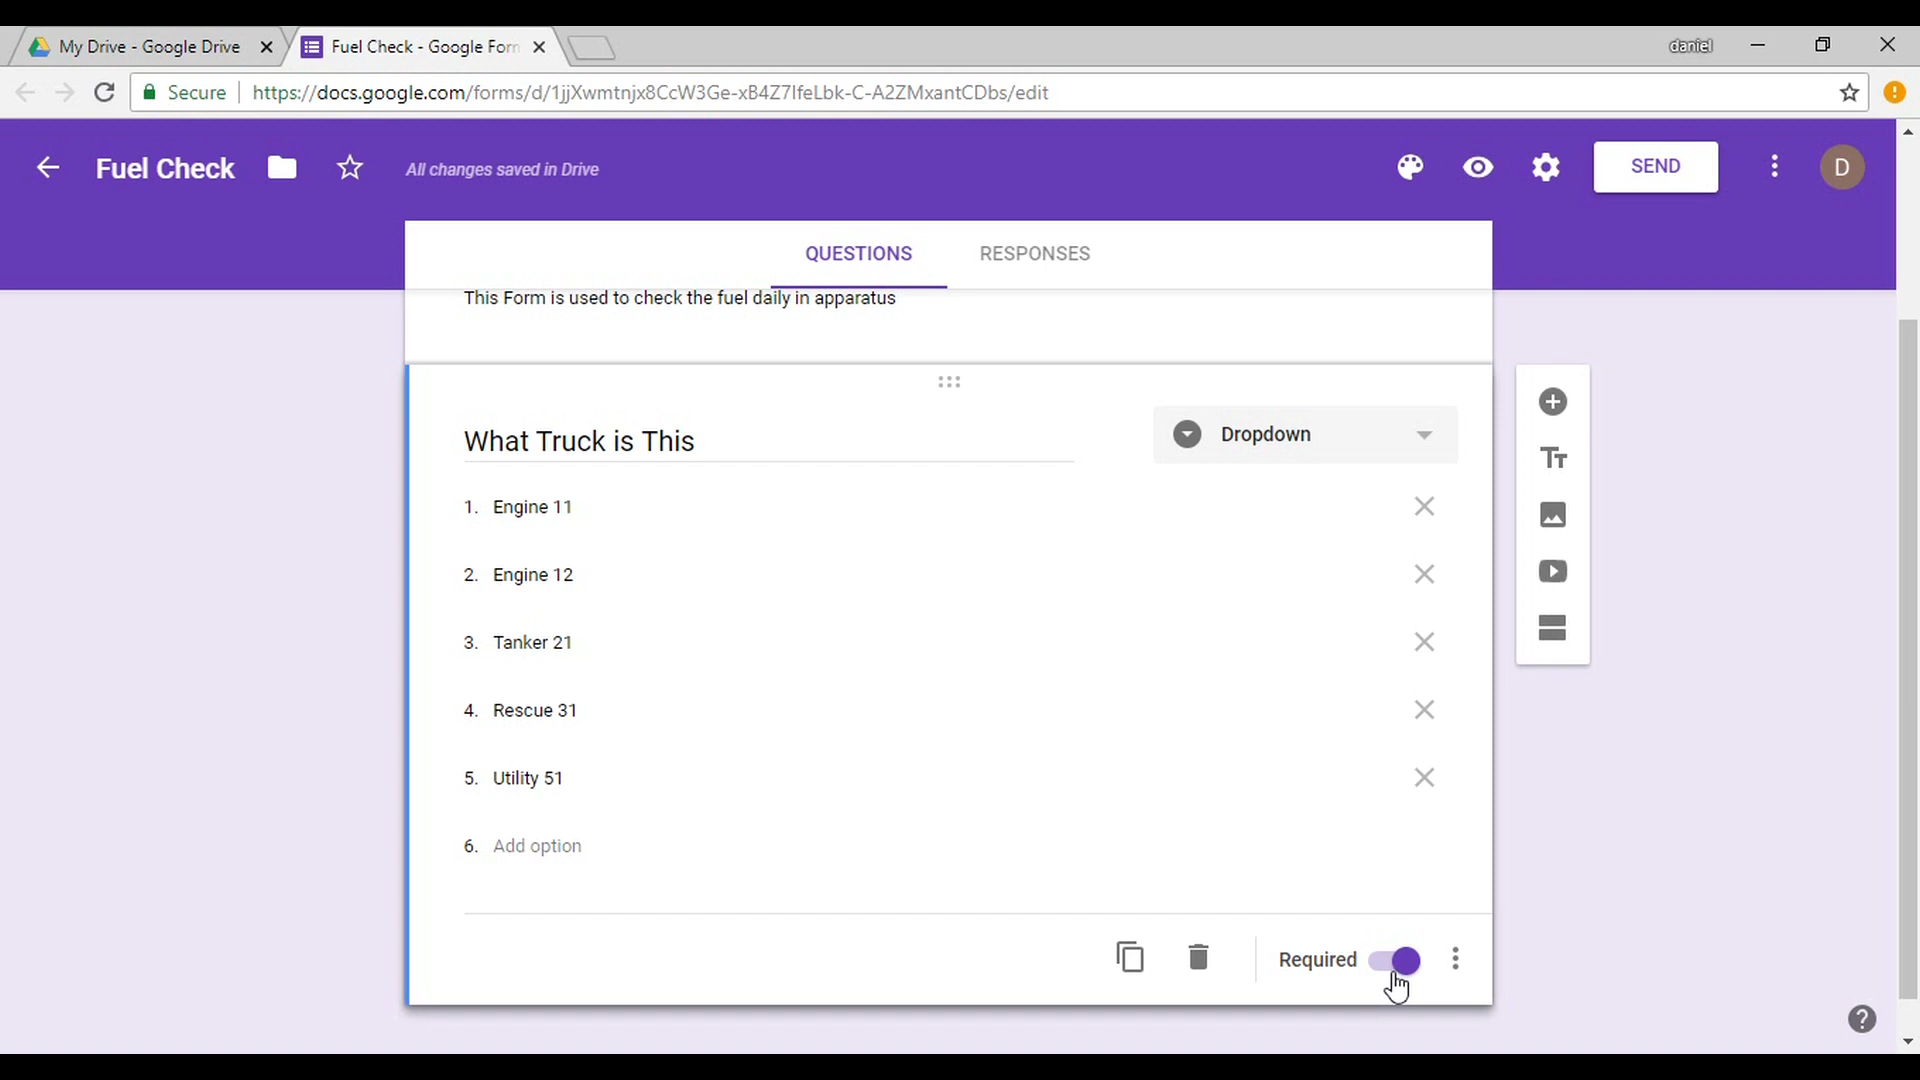 My Drive - Google Drive
Fuel Check - Google Forn
daniel
Secure
https://docs.google.com/forms/d/1jjXwmtnjx8CcW3Ge-xB4Z7IfeLbk-C-A2ZMxantCDbs/edit
Fuel Check
All changes saved in Drive
SEND
D
QUESTIONS
RESPONSES
This Form is used to check the fuel daily in apparatus
What Truck is This
Dropdown
1. Engine 11
2. Engine 12
3. Tanker 21
4. Rescue 31
5. Utility 51
6. Add option
Required